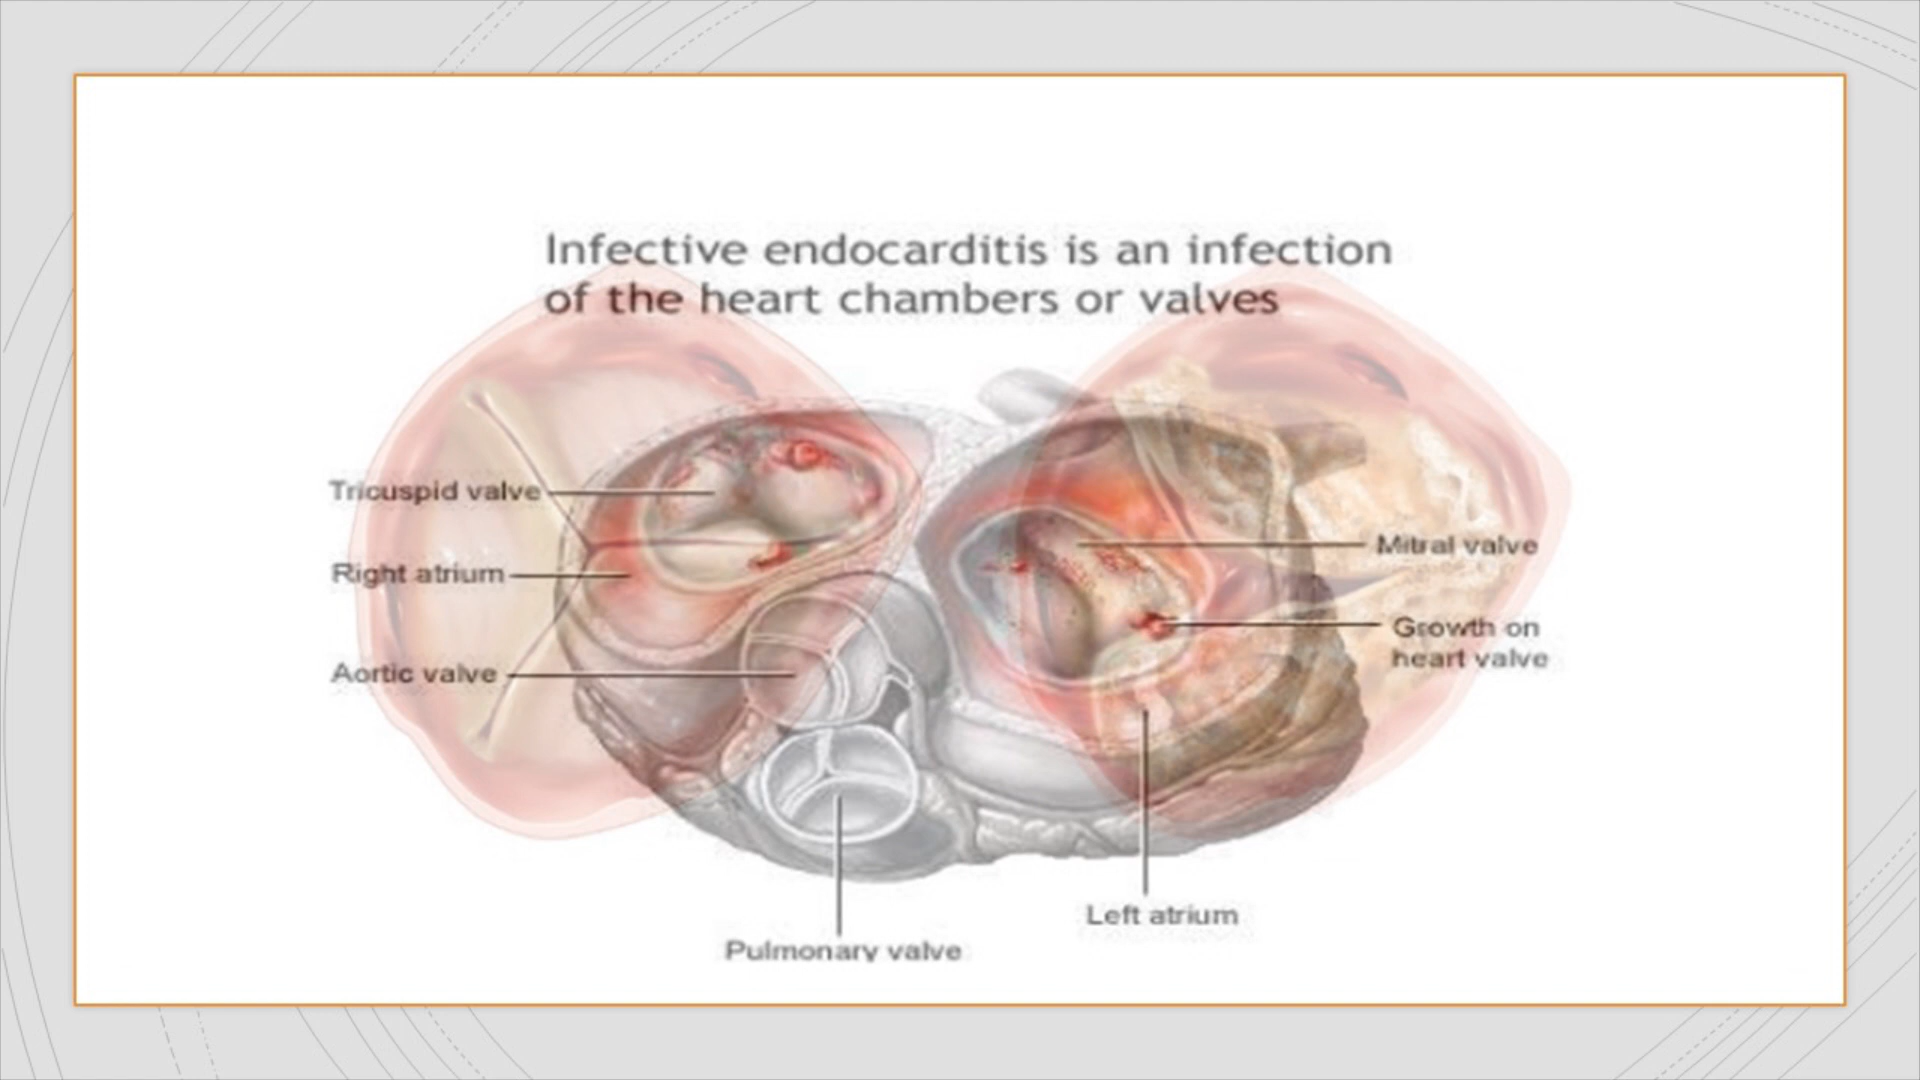 Infective endocarditis is an infection
of the heart chambers or valves
Tricuspid valve
Right atrium
Aortic valve
Mitral valve
Growth on
heart valve
Left atrium
Pulmonary valve